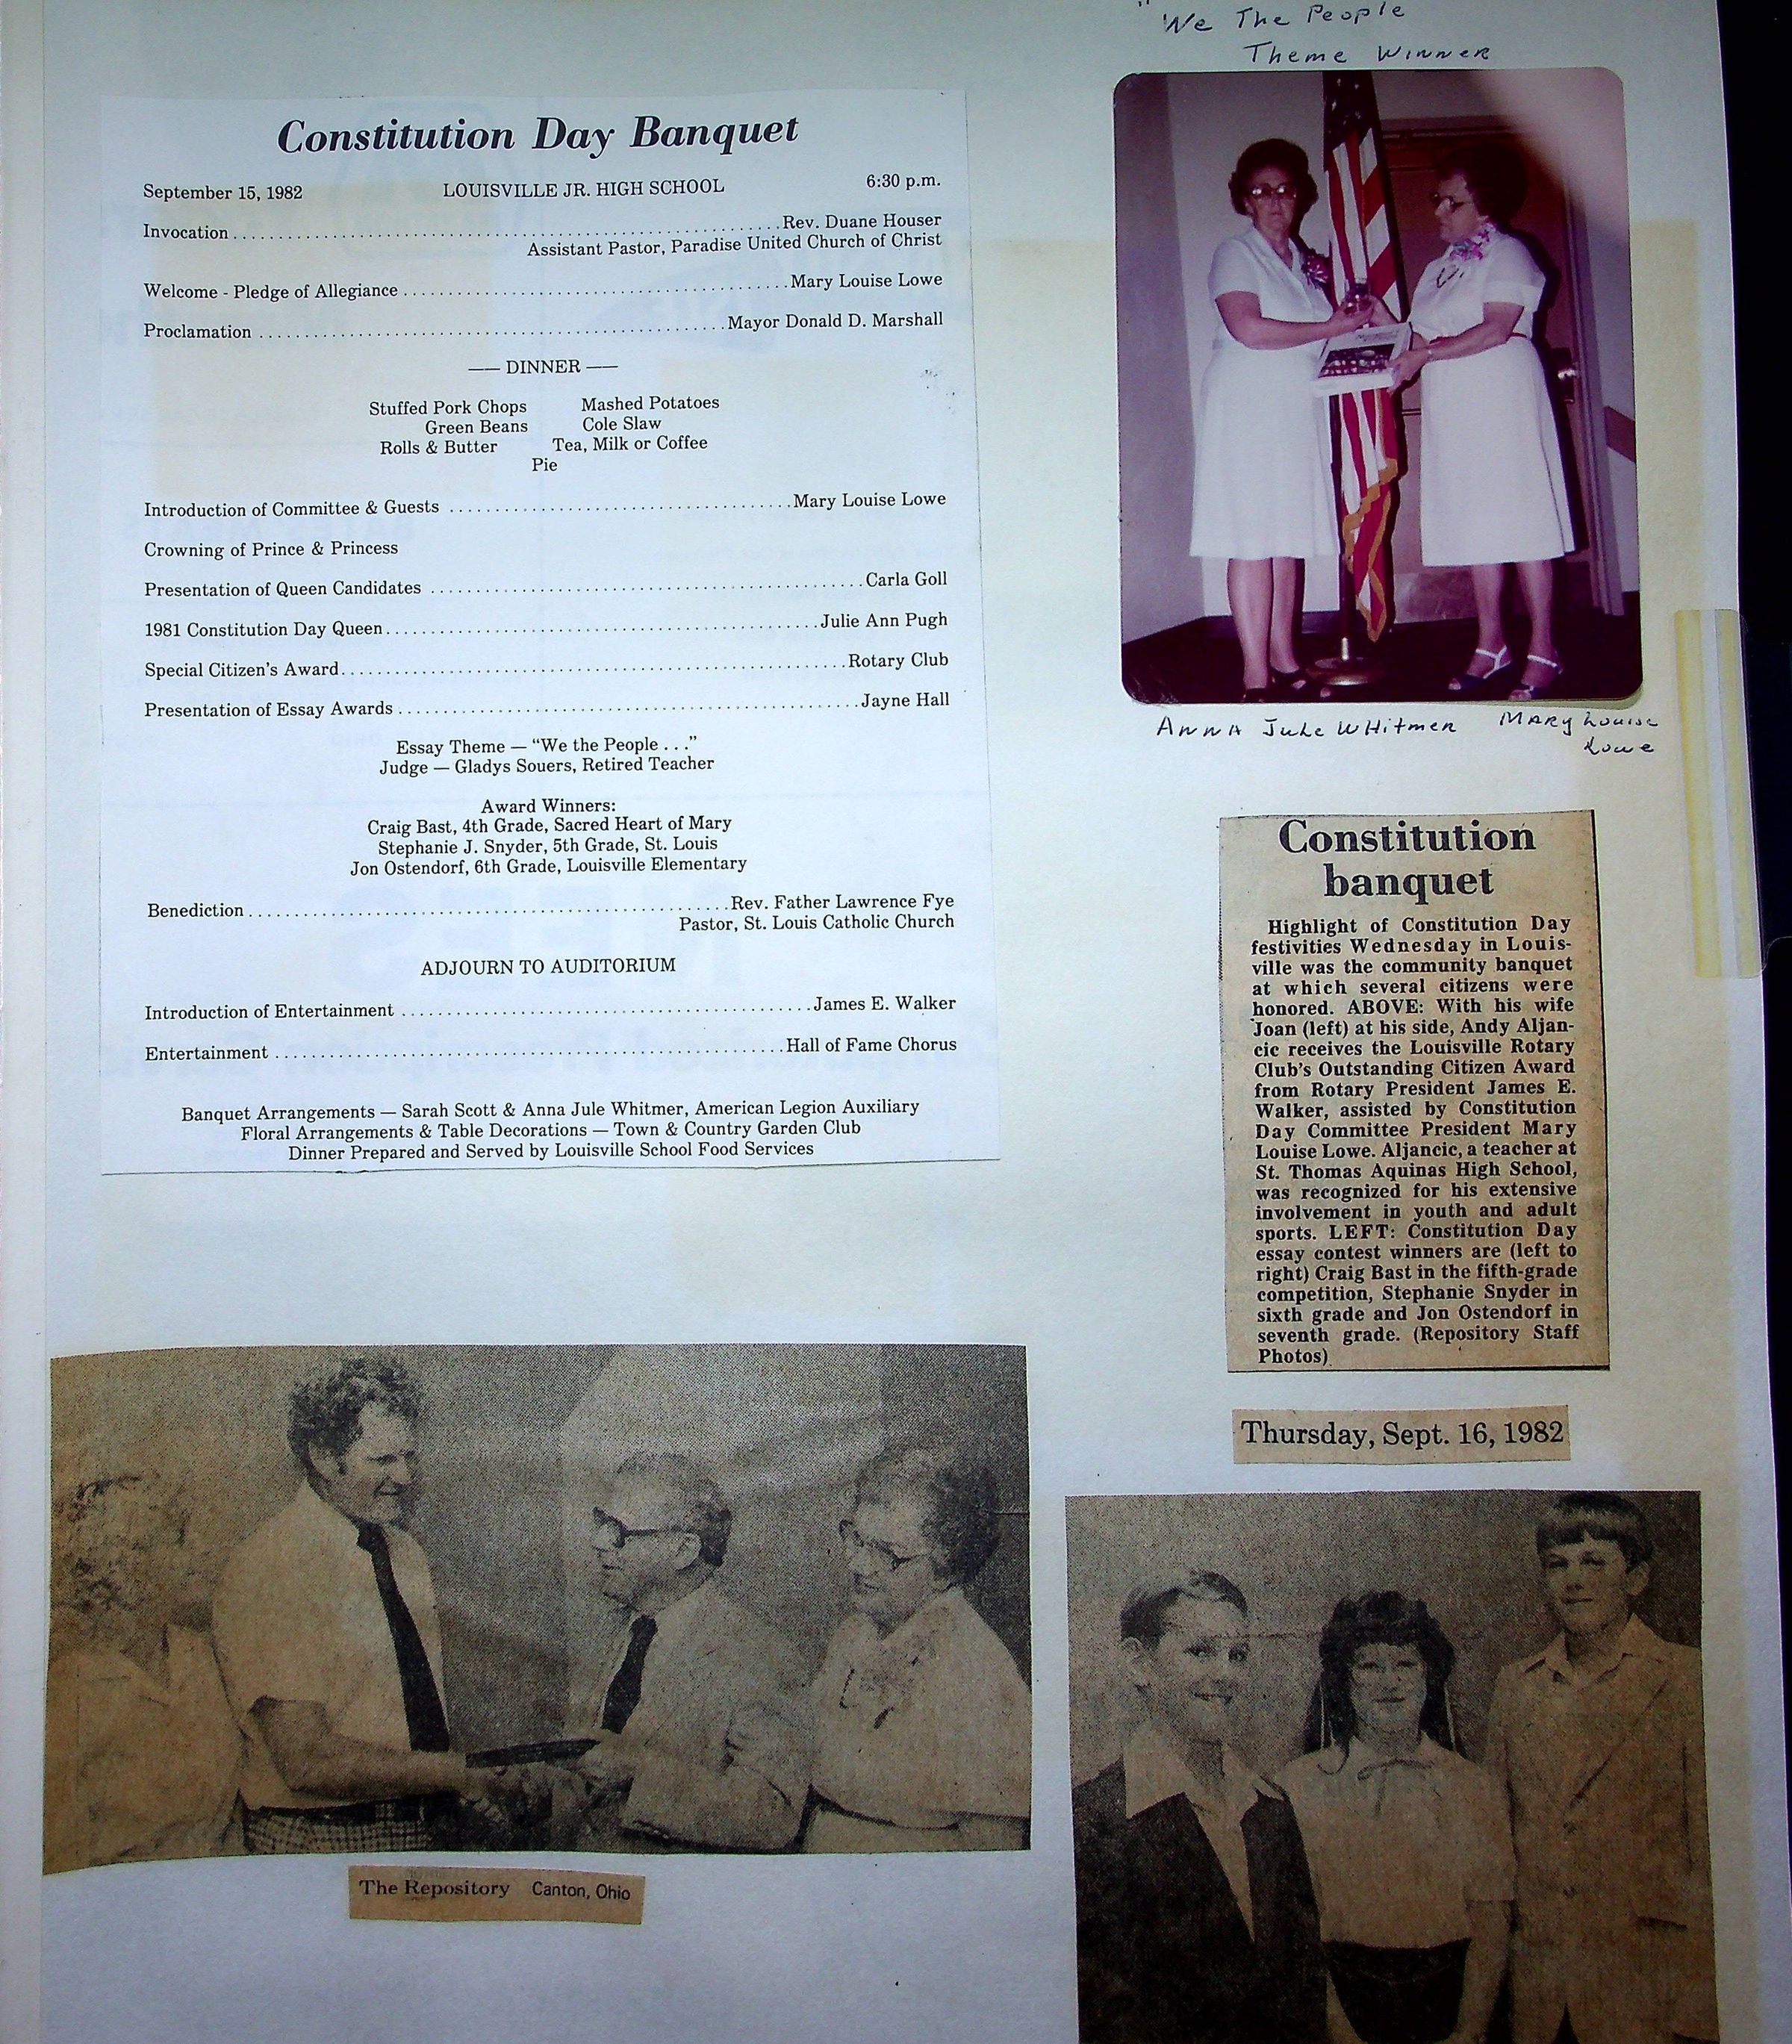 "We The People
Theme Winner
Constitution Day Banquet
September 15, 1982 LOUISVILLE JR. HIGH SCHOOL 6:30 p.m.
Invocation........................Rev. Duane Houser
Assistant Pastor, Paradise United Church of Christ
Welcome - Pledge of Allegiance........................Mary Louise Lowe
Proclamation........................Mayor Donald D. Marshall
—— DINNER ——
Stuffed Pork Chops Mashed Potatoes
Green Beans Cole Slaw
Rolls & Butter Tea, Milk or Coffee
Pie
Introduction of Committee & Guests........................Mary Louise Lowe
Crowning of Prince & Princess
Presentation of Queen Candidates........................Carla Goll
1981 Constitution Day Queen........................Julie Ann Pugh
Special Citizen's Award........................Rotary Club
Presentation of Essay Awards........................Jayne Hall
Essay Theme — “We the People . . .”
Judge — Gladys Souers, Retired Teacher
Award Winners:
Craig Bast, 4th Grade, Sacred Heart of Mary
Stephanie J. Snyder, 5th Grade, St. Louis
Jon Ostendorf, 6th Grade, Louisville Elementary
Benediction........................Rev. Father Lawrence Fye
Pastor, St. Louis Catholic Church
ADJOURN TO AUDITORIUM
Introduction of Entertainment........................James E. Walker
Entertainment........................Hall of Fame Chorus
Banquet Arrangements — Sarah Scott & Anna Jule Whitmer, American Legion Auxiliary
Floral Arrangements & Table Decorations — Town & Country Garden Club
Dinner Prepared and Served by Louisville School Food Services
Anna Jule Whitmer Mary Louise
Lowe
Constitution
banquet
Highlight of Constitution Day
festivities Wednesday in Louis-
ville was the community banquet
at which several citizens were
honored. ABOVE: With his wife
Joan (left) at his side, Andy Aljan-
cic receives the Louisville Rotary
Club's Outstanding Citizen Award
from Rotary President James E.
Walker, assisted by Constitution
Day Committee President Mary
Louise Lowe. Aljancic, a teacher at
St. Thomas Aquinas High School,
was recognized for his extensive
involvement in youth and adult
sports. LEFT: Constitution Day
essay contest winners are (left to
right) Craig Bast in the fifth-grade
competition, Stephanie Snyder in
sixth grade and Jon Ostendorf in
seventh grade. (Repository Staff
Photos)
Thursday, Sept. 16, 1982
The Repository Canton, Ohio